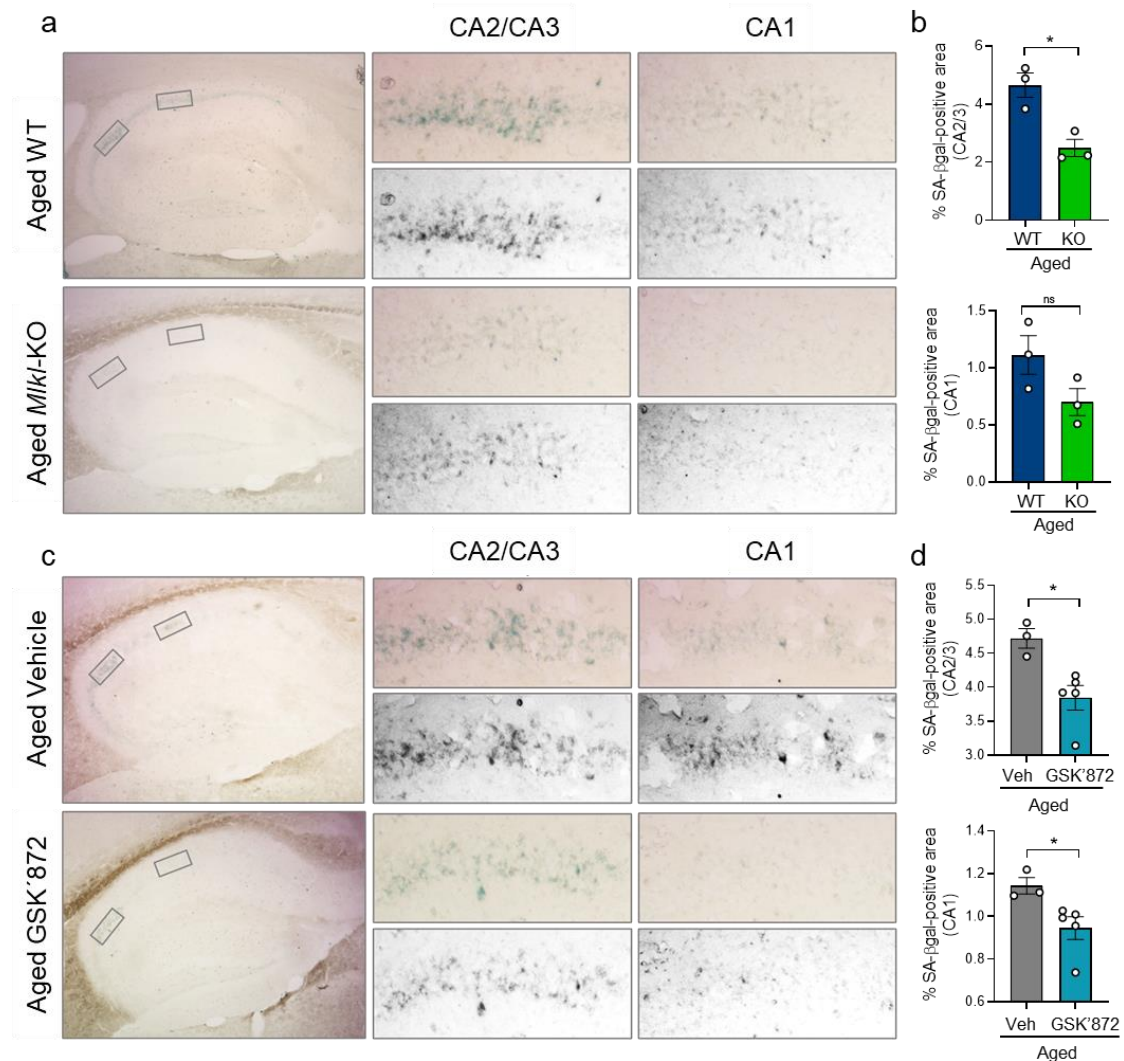 a
CA2/CA3
CA1
Aged WT
Aged Mlkl-KO
b
% SA-βgal-positive area
(CA2/3)
6
4
2
0
*
WT
KO
Aged
% SA-βgal-positive area
(CA1)
1.5
1.0
0.5
0.0
ns
WT
KO
Aged
c
CA2/CA3
CA1
Aged Vehicle
Aged GSK´872
d
% SA-βgal-positive area
(CA2/3)
5.5
5.0
4.5
4.0
3.5
3.0
*
Veh
GSK´872
Aged
% SA-βgal-positive area
(CA1)
1.4
1.2
1.0
0.8
0.6
*
Veh
GSK´872
Aged